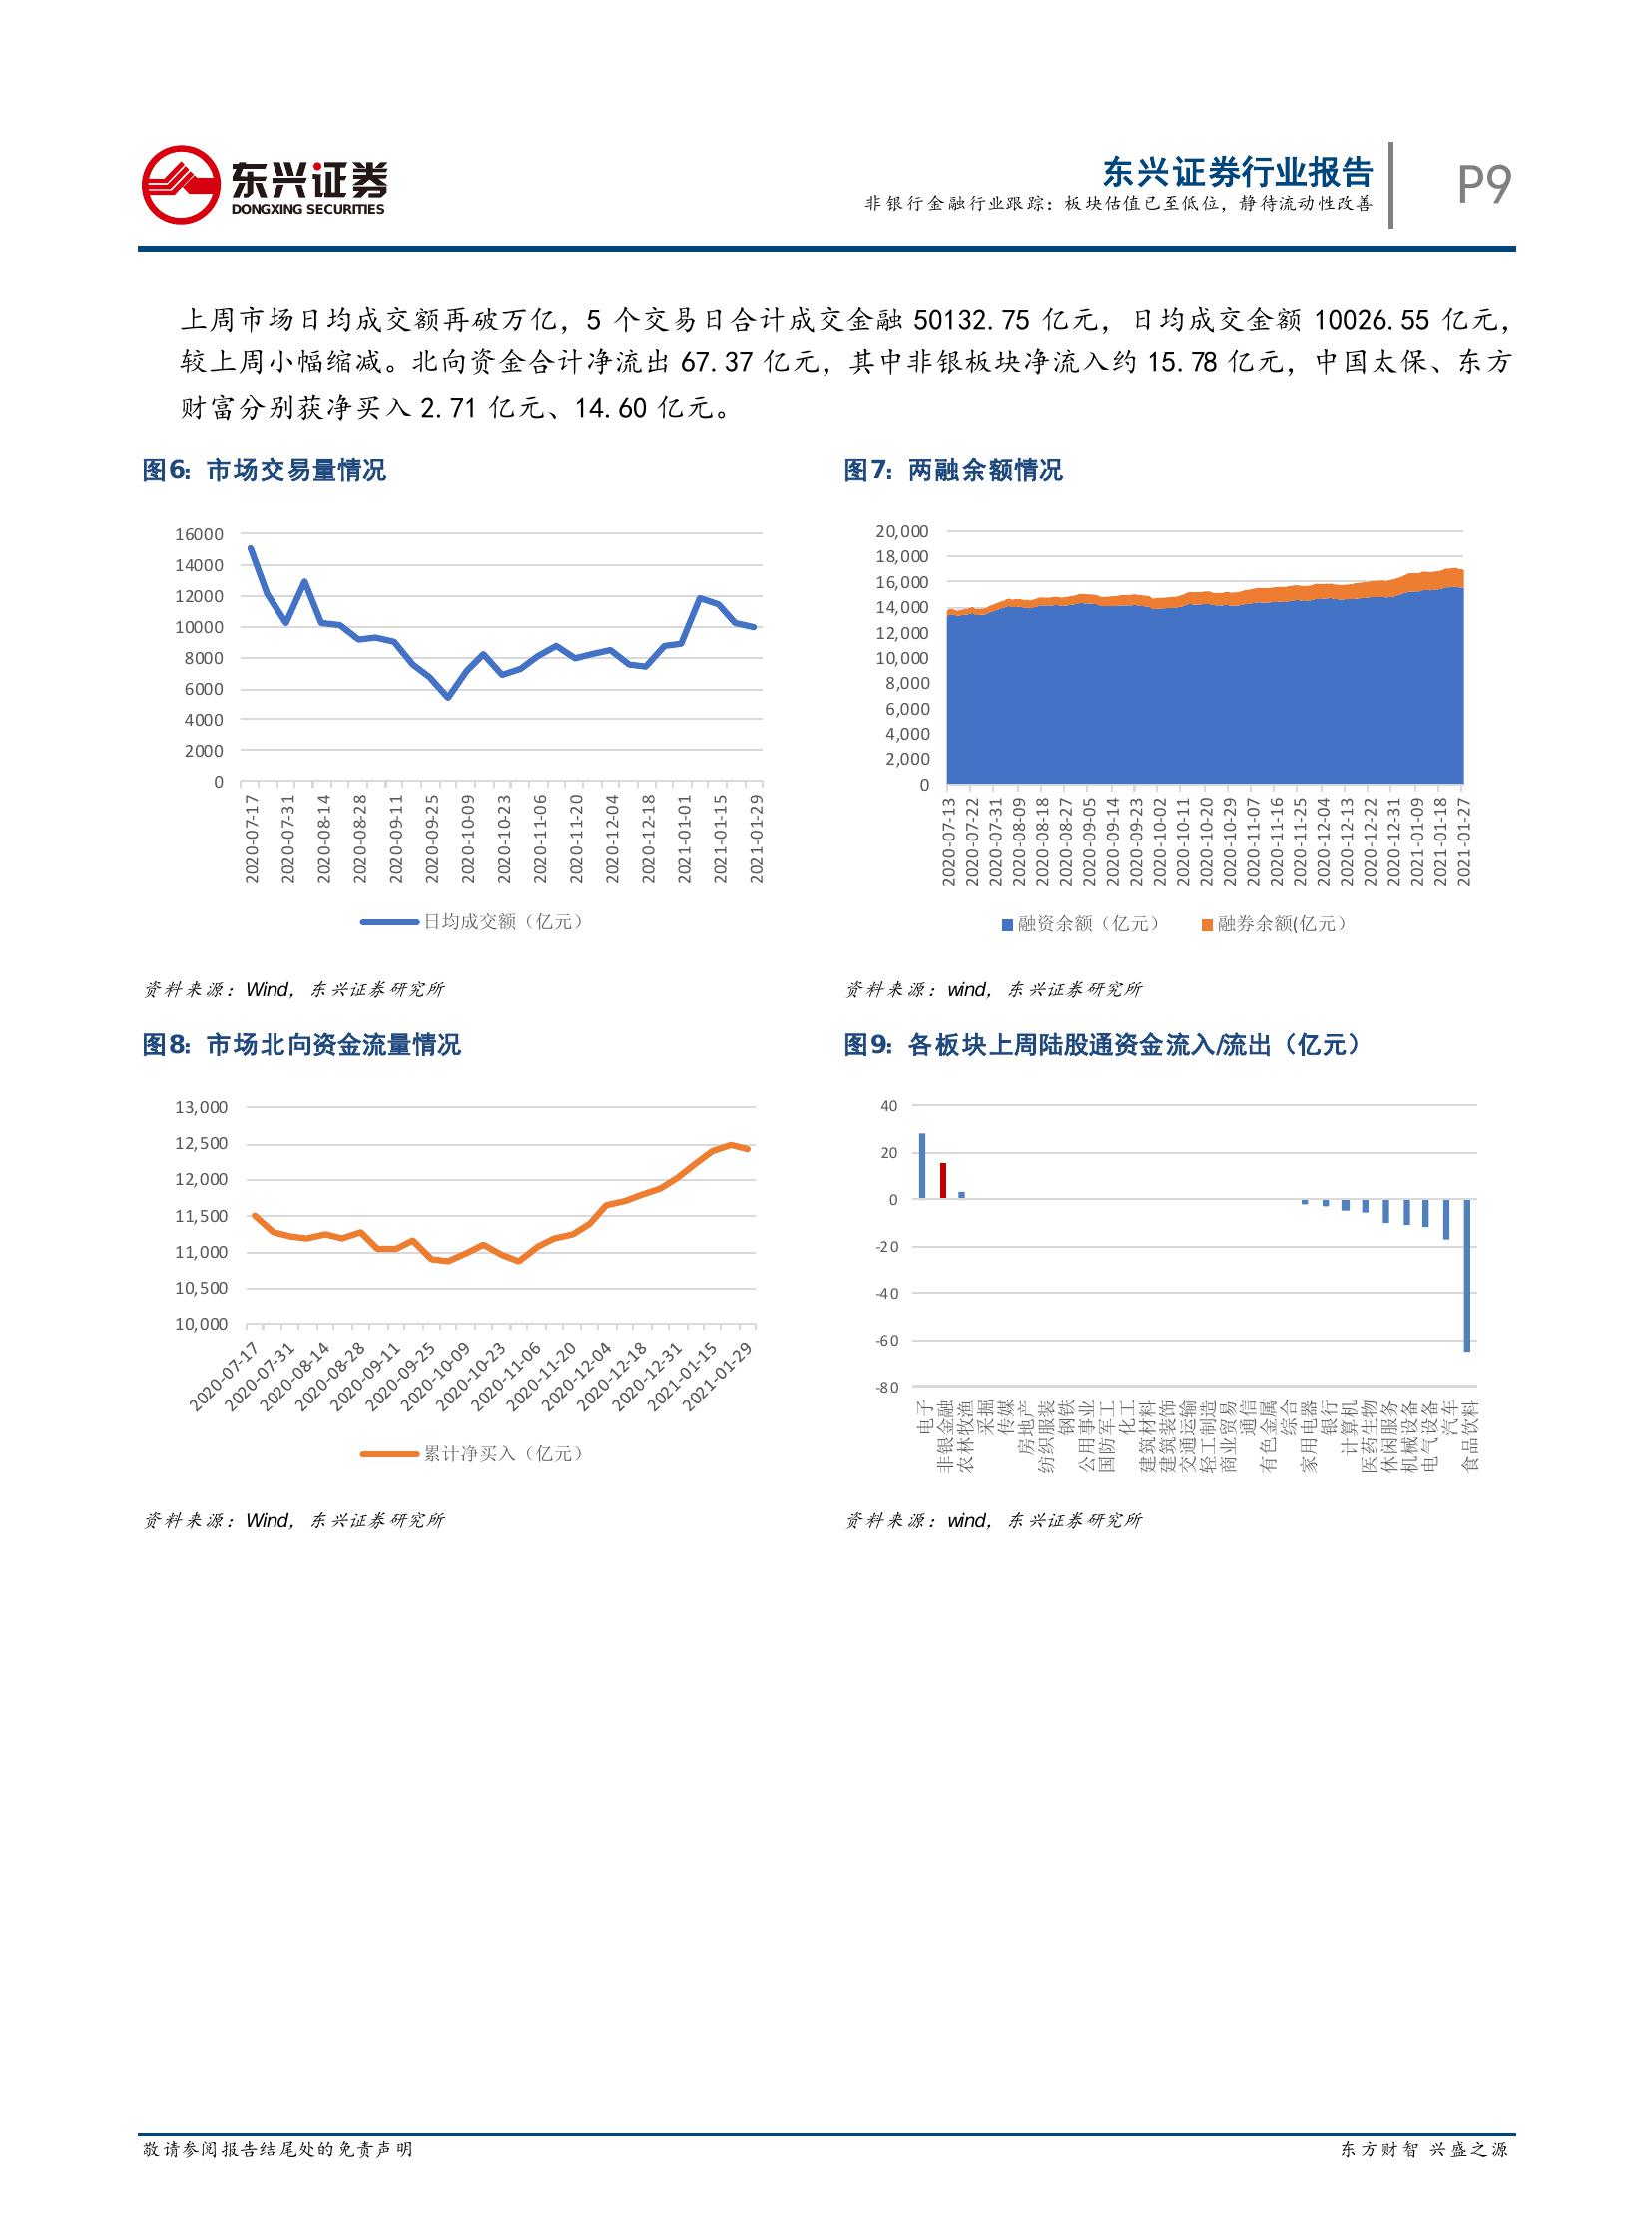 东兴证券
DONGXING SECURITIES
东兴证券行业报告
非银行金融行业跟踪：板块估值已至低位，静待流动性改善
P9
上周市场日均成交额再破万亿，5 个交易日合计成交金融 50132.75 亿元，日均成交金额 10026.55 亿元，
较上周小幅缩减。北向资金合计净流出 67.37 亿元，其中非银板块净流入约 15.78 亿元，中国太保、东方
财富分别获净买入 2.71 亿元、14.60 亿元。
图6：市场交易量情况
16000
14000
12000
10000
8000
6000
4000
2000
0
2020-07-17
2020-07-31
2020-08-14
2020-08-28
2020-09-11
2020-09-25
2020-10-09
2020-10-23
2020-11-06
2020-11-20
2020-12-04
2020-12-18
2021-01-01
2021-01-15
2021-01-29
日均成交额（亿元）
资料来源：Wind，东兴证券研究所
图7：两融余额情况
20,000
18,000
16,000
14,000
12,000
10,000
8,000
6,000
4,000
2,000
0
2020-07-13
2020-07-22
2020-07-31
2020-08-09
2020-08-18
2020-08-27
2020-09-05
2020-09-14
2020-09-23
2020-10-02
2020-10-11
2020-10-20
2020-10-29
2020-11-07
2020-11-16
2020-11-25
2020-12-04
2020-12-13
2020-12-22
2020-12-31
2021-01-09
2021-01-18
2021-01-27
融资余额（亿元）
融券余额(亿元）
资料来源：wind，东兴证券研究所
图8：市场北向资金流量情况
13,000
12,500
12,000
11,500
11,000
10,500
10,000
2020-07-17
2020-07-31
2020-08-14
2020-08-28
2020-09-11
2020-09-25
2020-10-09
2020-10-23
2020-11-06
2020-11-20
2020-12-04
2020-12-18
2020-12-31
2021-01-15
2021-01-29
累计净买入（亿元）
资料来源：Wind，东兴证券研究所
图9：各板块上周陆股通资金流入/流出（亿元）
40
20
0
-20
-40
-60
-80
电子
非银金融
农林牧渔
采掘
传媒
房地产
纺织服装
钢铁
公用事业
国防军工
化工
建筑材料
建筑装饰
交通运输
轻工制造
商业贸易
通信
有色金属
综合
家用电器
银行
计算机
医药生物
休闲服务
机械设备
电气设备
汽车
食品饮料
资料来源：wind，东兴证券研究所
敬请参阅报告结尾处的免责声明
东方财智 兴盛之源